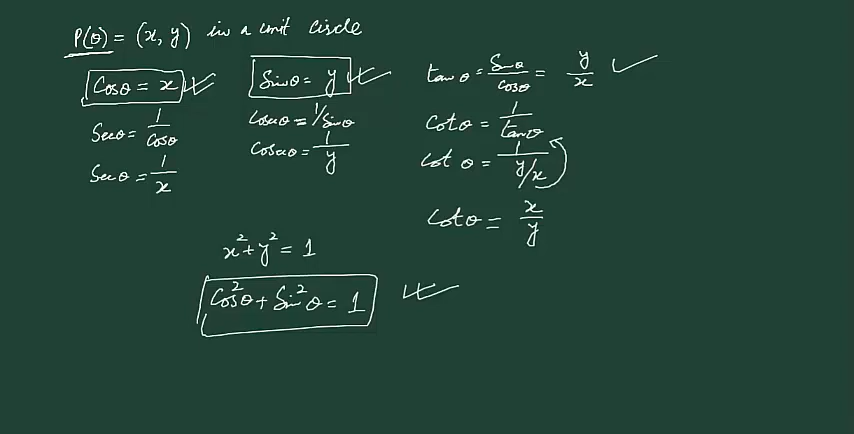 P(θ) = (x, y) in a unit circle
Cosθ = x
Secθ = 1/Cosθ
Secθ = 1/x
Sinθ = y
Cosecθ = 1/Sinθ
Cosecθ = 1/y
tanθ = Sinθ/Cosθ = y/x
Cotθ = 1/tanθ
Cot θ = 1/y/x
Cotθ = x/y
x² + y² = 1
Cos²θ + Sin²θ = 1